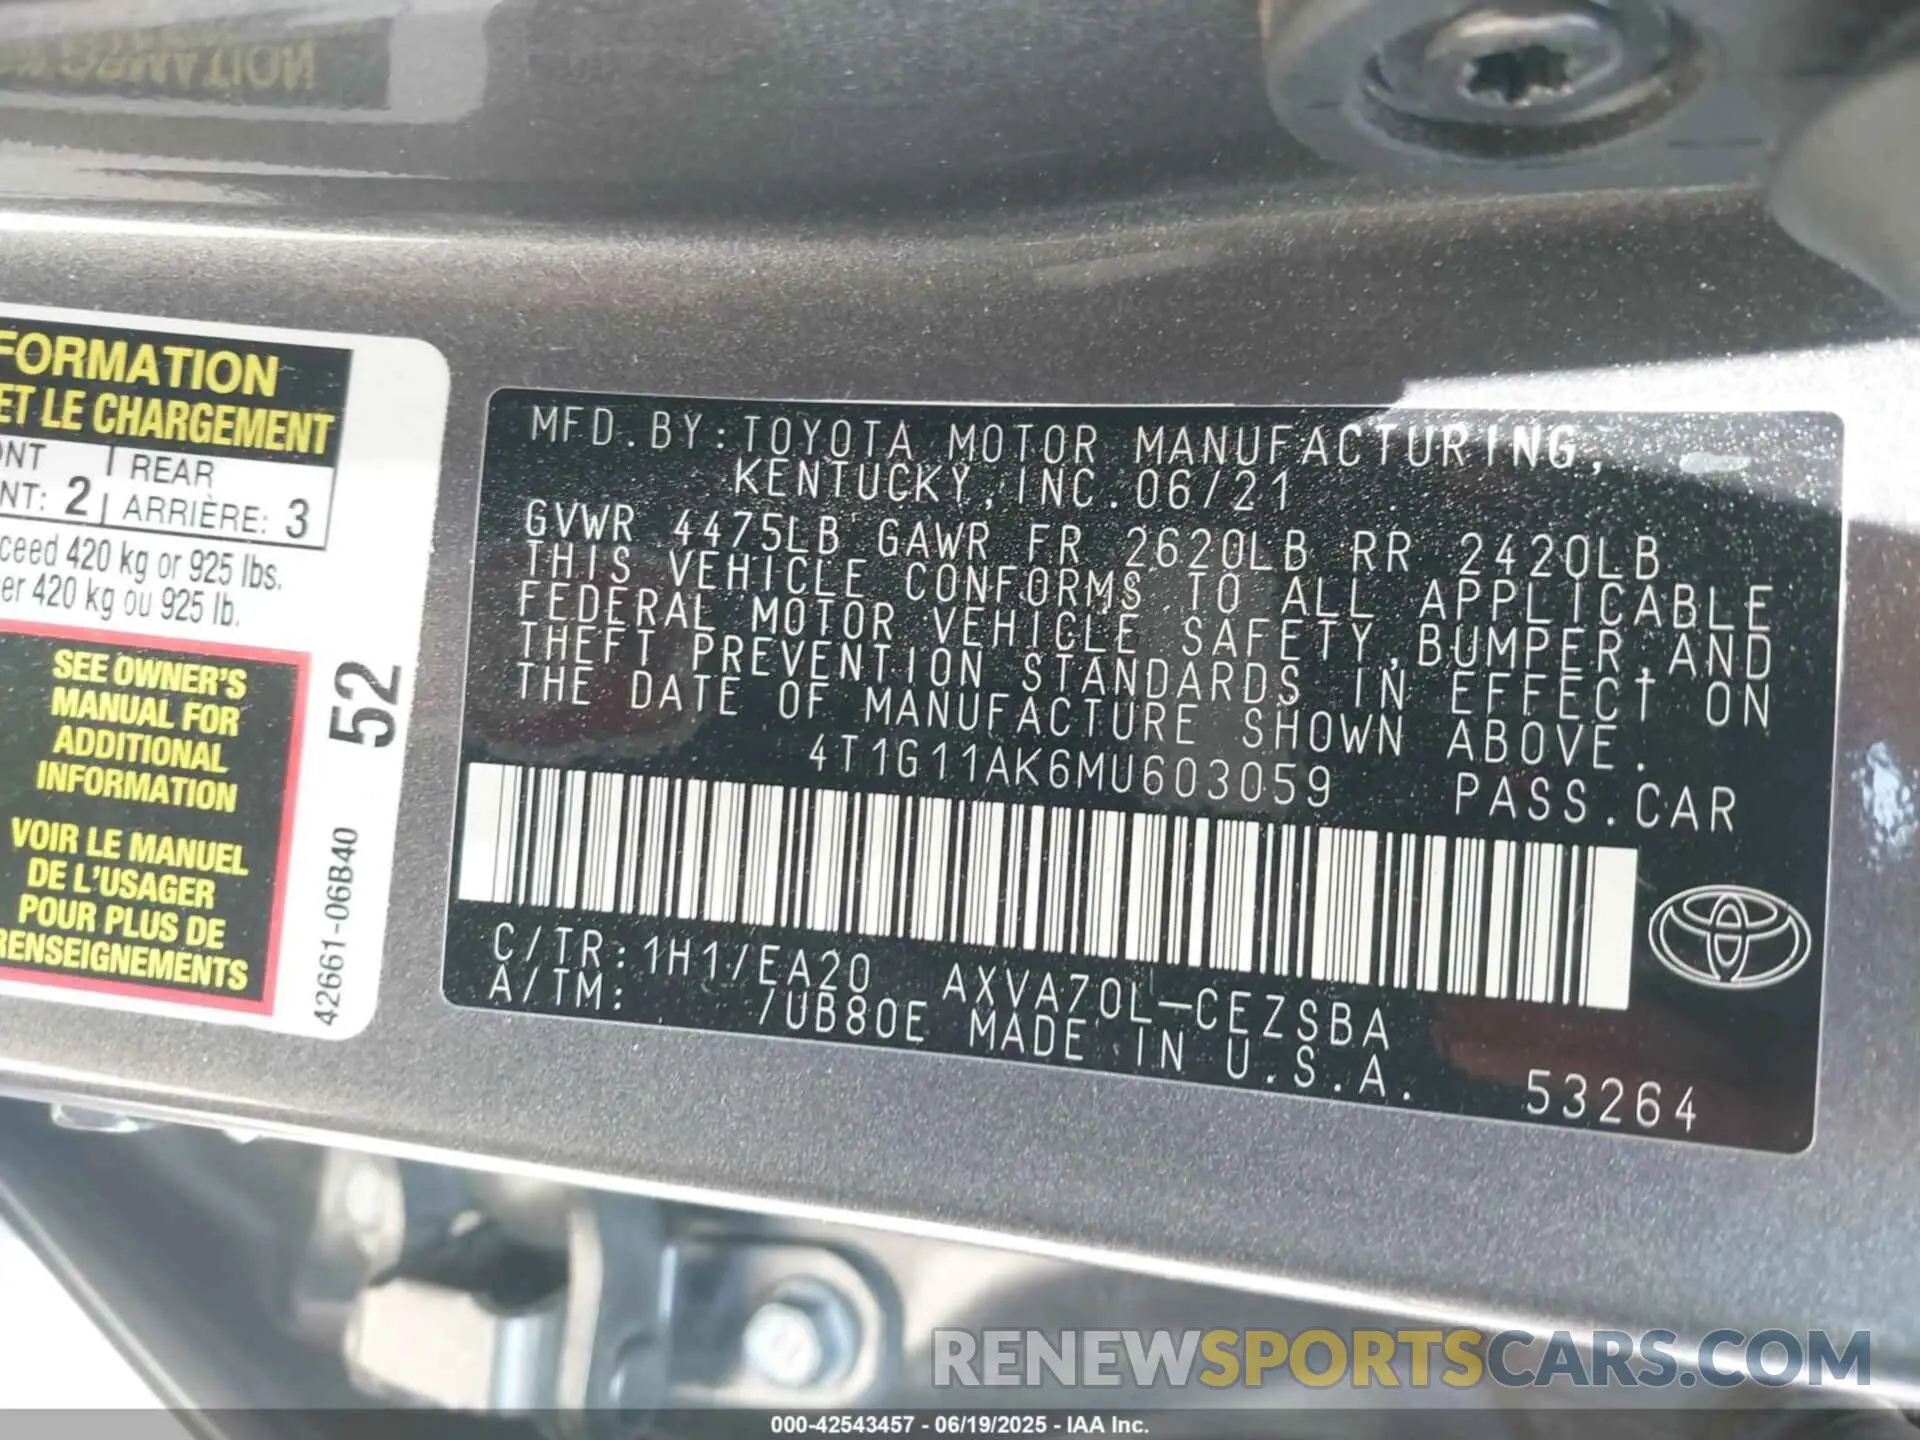 FORMATION
ET LE CHARGEMENT
REAR
2 ARRIÈRE: 3
420 kg or 925 lbs.
420 kg ou 925 lb.
SEE OWNER'S
MANUAL FOR
ADDITIONAL
INFORMATION
VOIR LE MANUEL
DE L'USAGER
POUR PLUS DE
RENSEIGNEMENTS
52
42661-06B40
MFD.BY:TOYOTA MOTOR MANUFACTURING,
KENTUCKY,INC.06/21
GVWR 4475LB GAWR FR 2620LB RR 2420LB
THIS VEHICLE CONFORMS TO ALL APPLICABLE
FEDERAL MOTOR VEHICLE SAFETY,BUMPER,AND
THEFT PREVENTION STANDARDS IN EFFECT ON
THE DATE OF MANUFACTURE SHOWN ABOVE.
4T1G11AK6MU603059 PASS.CAR
C/TR:1H1/EA20 AXVA70L-CEZSBA
A/TM: /UB80E MADE IN U.S.A.
53264
RENEWSPORTSCARS.COM
000-42543457 - 06/19/2025 - IAA Inc.